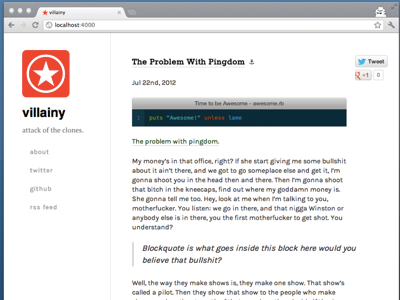 villainy
localhost:4000
villainy
attack of the clones.
about
twitter
github
rss feed
The Problem With Pingdom
Jul 22nd, 2012
Tweet
+1
0
Time to be Awesome - awesome.rb
1 puts "Awesome!" unless lame
The problem with pingdom.
My money's in that office, right? If she start giving me some bullshit
about it ain't there, and we got to go someplace else and get it, I'm
gonna shoot you in the head then and there. Then I'm gonna shoot
that bitch in the kneecaps, find out where my goddamn money is.
She gonna tell me too. Hey, look at me when I'm talking to you,
motherfucker. You listen: we go in there, and that nigga Winston or
anybody else is in there, you the first motherfucker to get shot. You
understand?
Blockquote is what goes inside this block here would you
believe that bullshit?
Well, the way they make shows is, they make one show. That show's
called a pilot. Then they show that show to the people who make